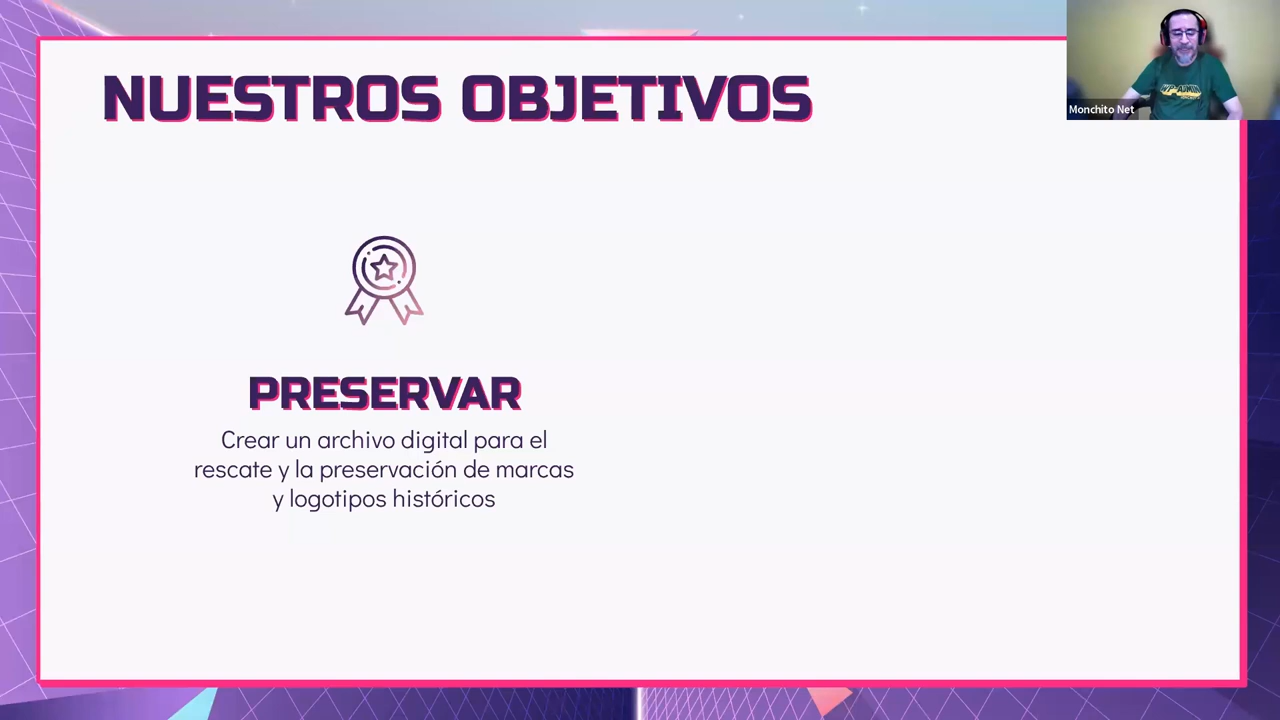 NUESTROS OBJETIVOS
Monchito Net
PRESERVAR
Crear un archivo digital para el
rescate y la preservación de marcas
y logotipos históricos